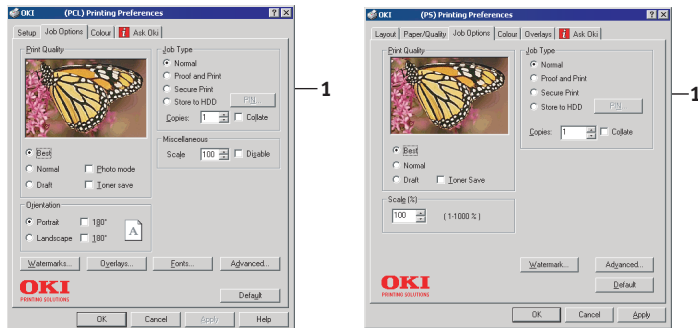 OKI (PCL) Printing Preferences
Setup Job Options Colour Ask Oki
Print Quality
Best
Normal
Photo mode
Draft
Toner save
Orientation
Portrait
180°
Landscape
180°
A
Job Type
Normal
Proof and Print
Secure Print
Store to HDD
PIN...
Copies: 1 Collate
Miscellaneous
Scale 100 Disable
Watermarks... Overlays... Fonts... Advanced...
OKI
PRINTING SOLUTIONS
Default
OK Cancel Apply Help
1
OKI (PS) Printing Preferences
Layout Paper/Quality Job Options Colour Overlays Ask Oki
Print Quality
Best
Normal
Draft
Toner Save
Scale (%)
100 (1-1000 %)
Job Type
Normal
Proof and Print
Secure Print
Store to HDD
PIN...
Copies: 1 Collate
Watermark... Advanced...
OKI
PRINTING SOLUTIONS
Default
OK Cancel Apply
1